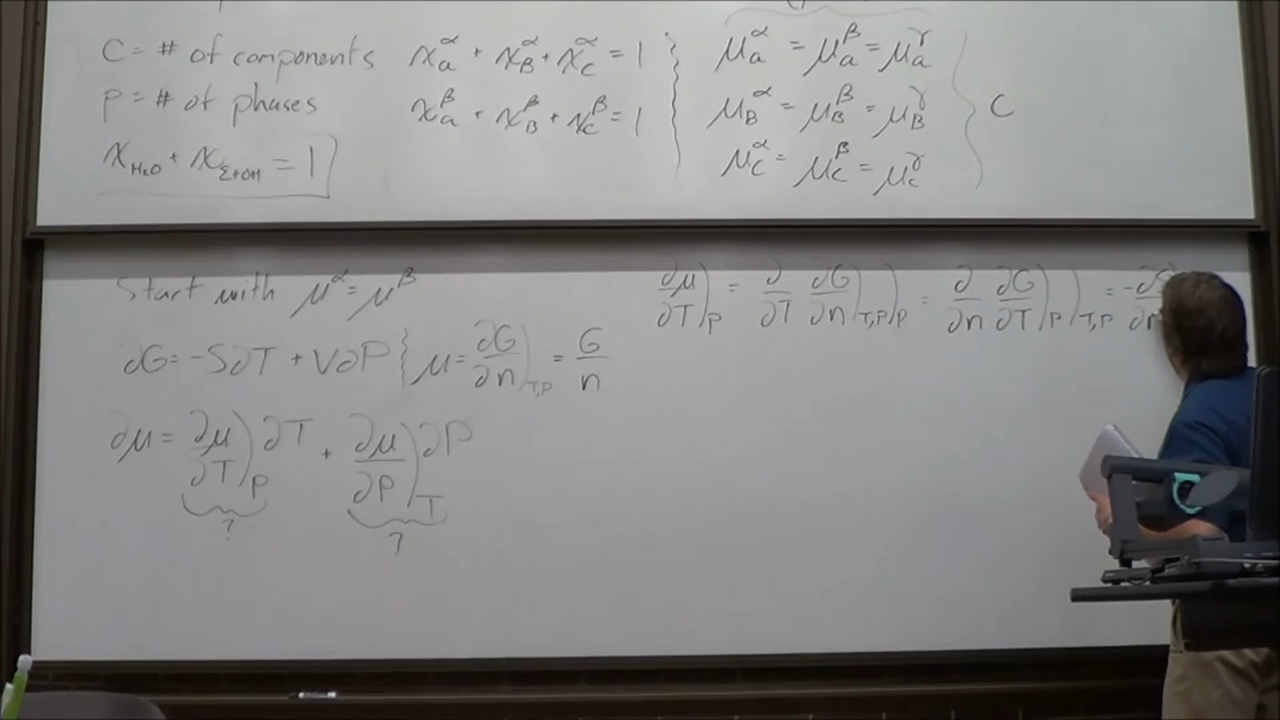 C = # of components
P = # of phases
x_H₂O + x_EtOH = 1
x_a^α + x_B^α + x_C^α = 1
x_a^β + x_B^β + x_C^β = 1
μ_a^α = μ_a^β = μ_a^γ
μ_B^α = μ_B^β = μ_B^γ } C
μ_C^α = μ_C^β = μ_c^γ
Start with μ^α = μ^β
∂G = -S∂T + V∂P } μ = ∂G/∂n)_T,P = G/n
∂μ = ∂μ/∂T)_P ∂T + ∂μ/∂P)_T ∂P
? ?
∂μ/∂T)_P = ∂/∂T ∂G/∂n)_T,P)_P = ∂/∂n ∂G/∂T)_P)_T,P = -∂S/∂n